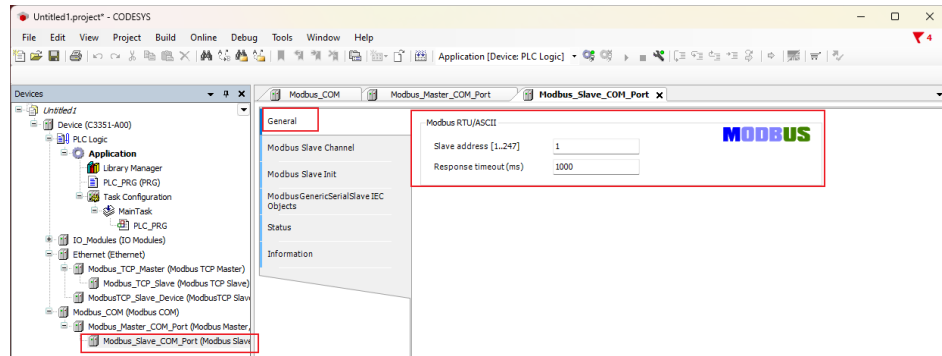 Untitled1.project* - CODESYS
File Edit View Project Build Online Debug Tools Window Help
4
Application [Device: PLC Logic]
Devices
Modbus_COM
Modbus_Master_COM_Port
Modbus_Slave_COM_Port
Untitled1
Device (C3351-A00)
PLC Logic
Application
Library Manager
PLC_PRG (PRG)
Task Configuration
MainTask
PLC_PRG
IO_Modules (IO Modules)
Ethernet (Ethernet)
Modbus_TCP_Master (Modbus TCP Master)
Modbus_TCP_Slave (Modbus TCP Slave)
ModbusTCP_Slave_Device (ModbusTCP Slav
Modbus_COM (Modbus COM)
Modbus_Master_COM_Port (Modbus Master,
Modbus_Slave_COM_Port (Modbus Slave
General
Modbus Slave Channel
Modbus Slave Init
ModbusGenericSerialSlave IEC
Objects
Status
Information
Modbus RTU/ASCII
MODBUS
Slave address [1..247] 1
Response timeout (ms) 1000